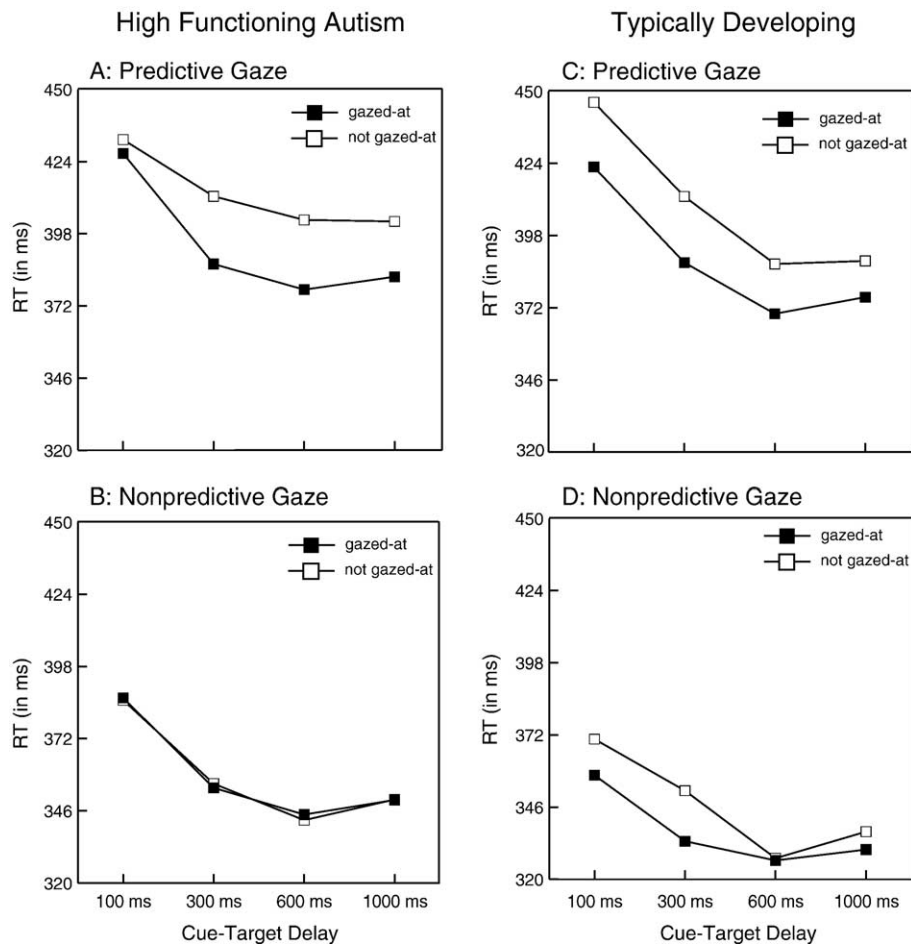 High Functioning Autism
Typically Developing
A: Predictive Gaze
450
424
398
372
346
320
RT (in ms)
gazed-at
not gazed-at
C: Predictive Gaze
450
424
398
372
346
320
RT (in ms)
gazed-at
not gazed-at
B: Nonpredictive Gaze
450
424
398
372
346
320
RT (in ms)
gazed-at
not gazed-at
100 ms
300 ms
600 ms
1000 ms
Cue-Target Delay
D: Nonpredictive Gaze
450
424
398
372
346
320
RT (in ms)
gazed-at
not gazed-at
100 ms
300 ms
600 ms
1000 ms
Cue-Target Delay